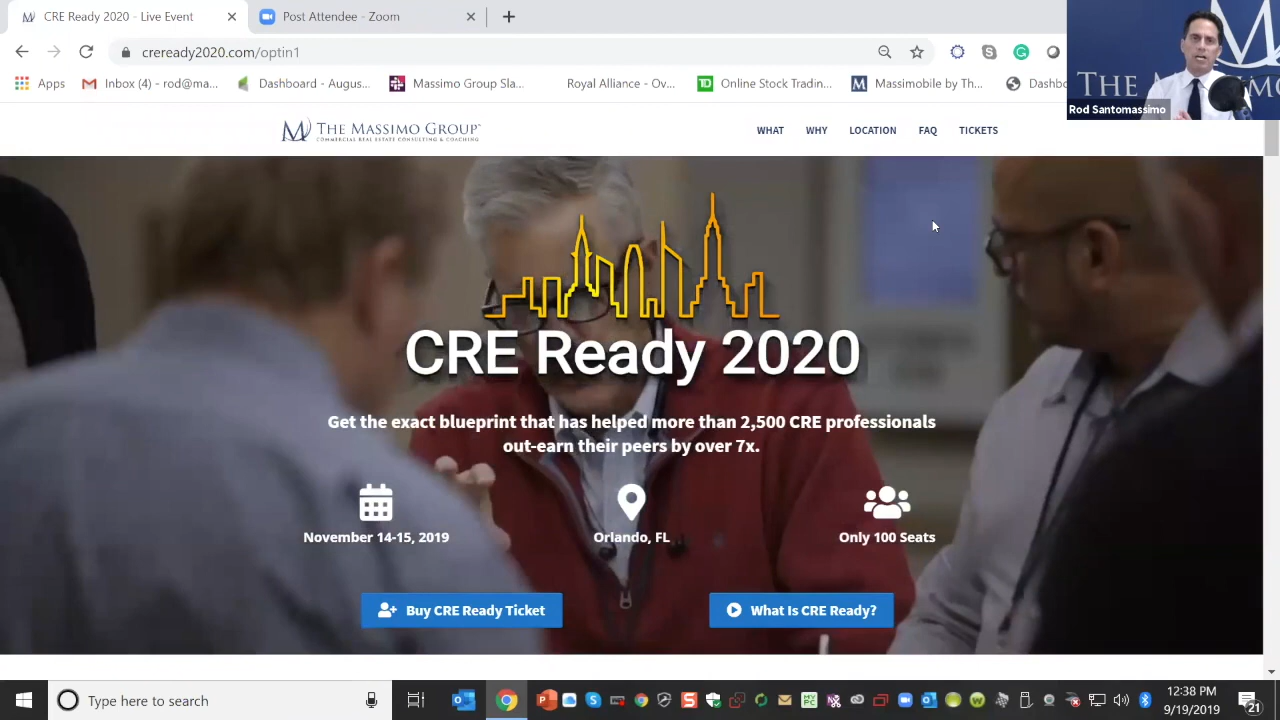 CRE Ready 2020 - Live Event
Post Attendee - Zoom
creready2020.com/optin1
Apps
Inbox (4) - rod@ma...
Dashboard - Augus...
Massimo Group Sla...
Royal Alliance - Ov...
Online Stock Tradin...
Massimobile by Th...
Dashbo
THE MASSIMO
Rod Santomassimo
THE MASSIMO GROUP
COMMERCIAL REAL ESTATE CONSULTING & COACHING
WHAT
WHY
LOCATION
FAQ
TICKETS
CRE Ready 2020
Get the exact blueprint that has helped more than 2,500 CRE professionals
out-earn their peers by over 7x.
November 14-15, 2019
Orlando, FL
Only 100 Seats
Buy CRE Ready Ticket
What Is CRE Ready?
Type here to search
12:38 PM
9/19/2019
21